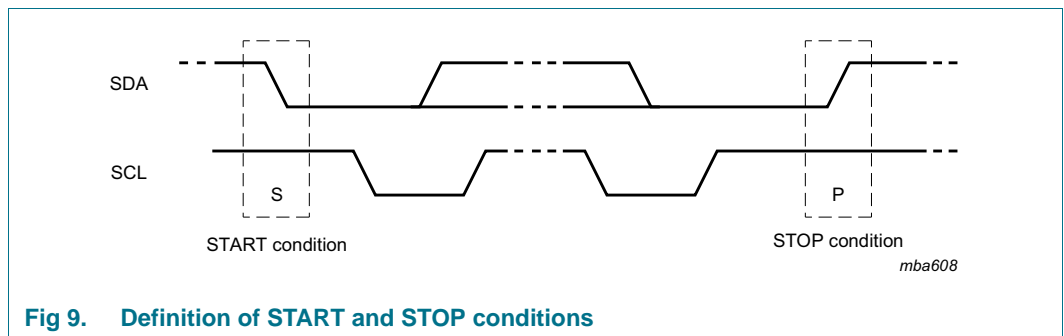 SDA
SCL
S
P
START condition
STOP condition
mba608
Fig 9. Definition of START and STOP conditions